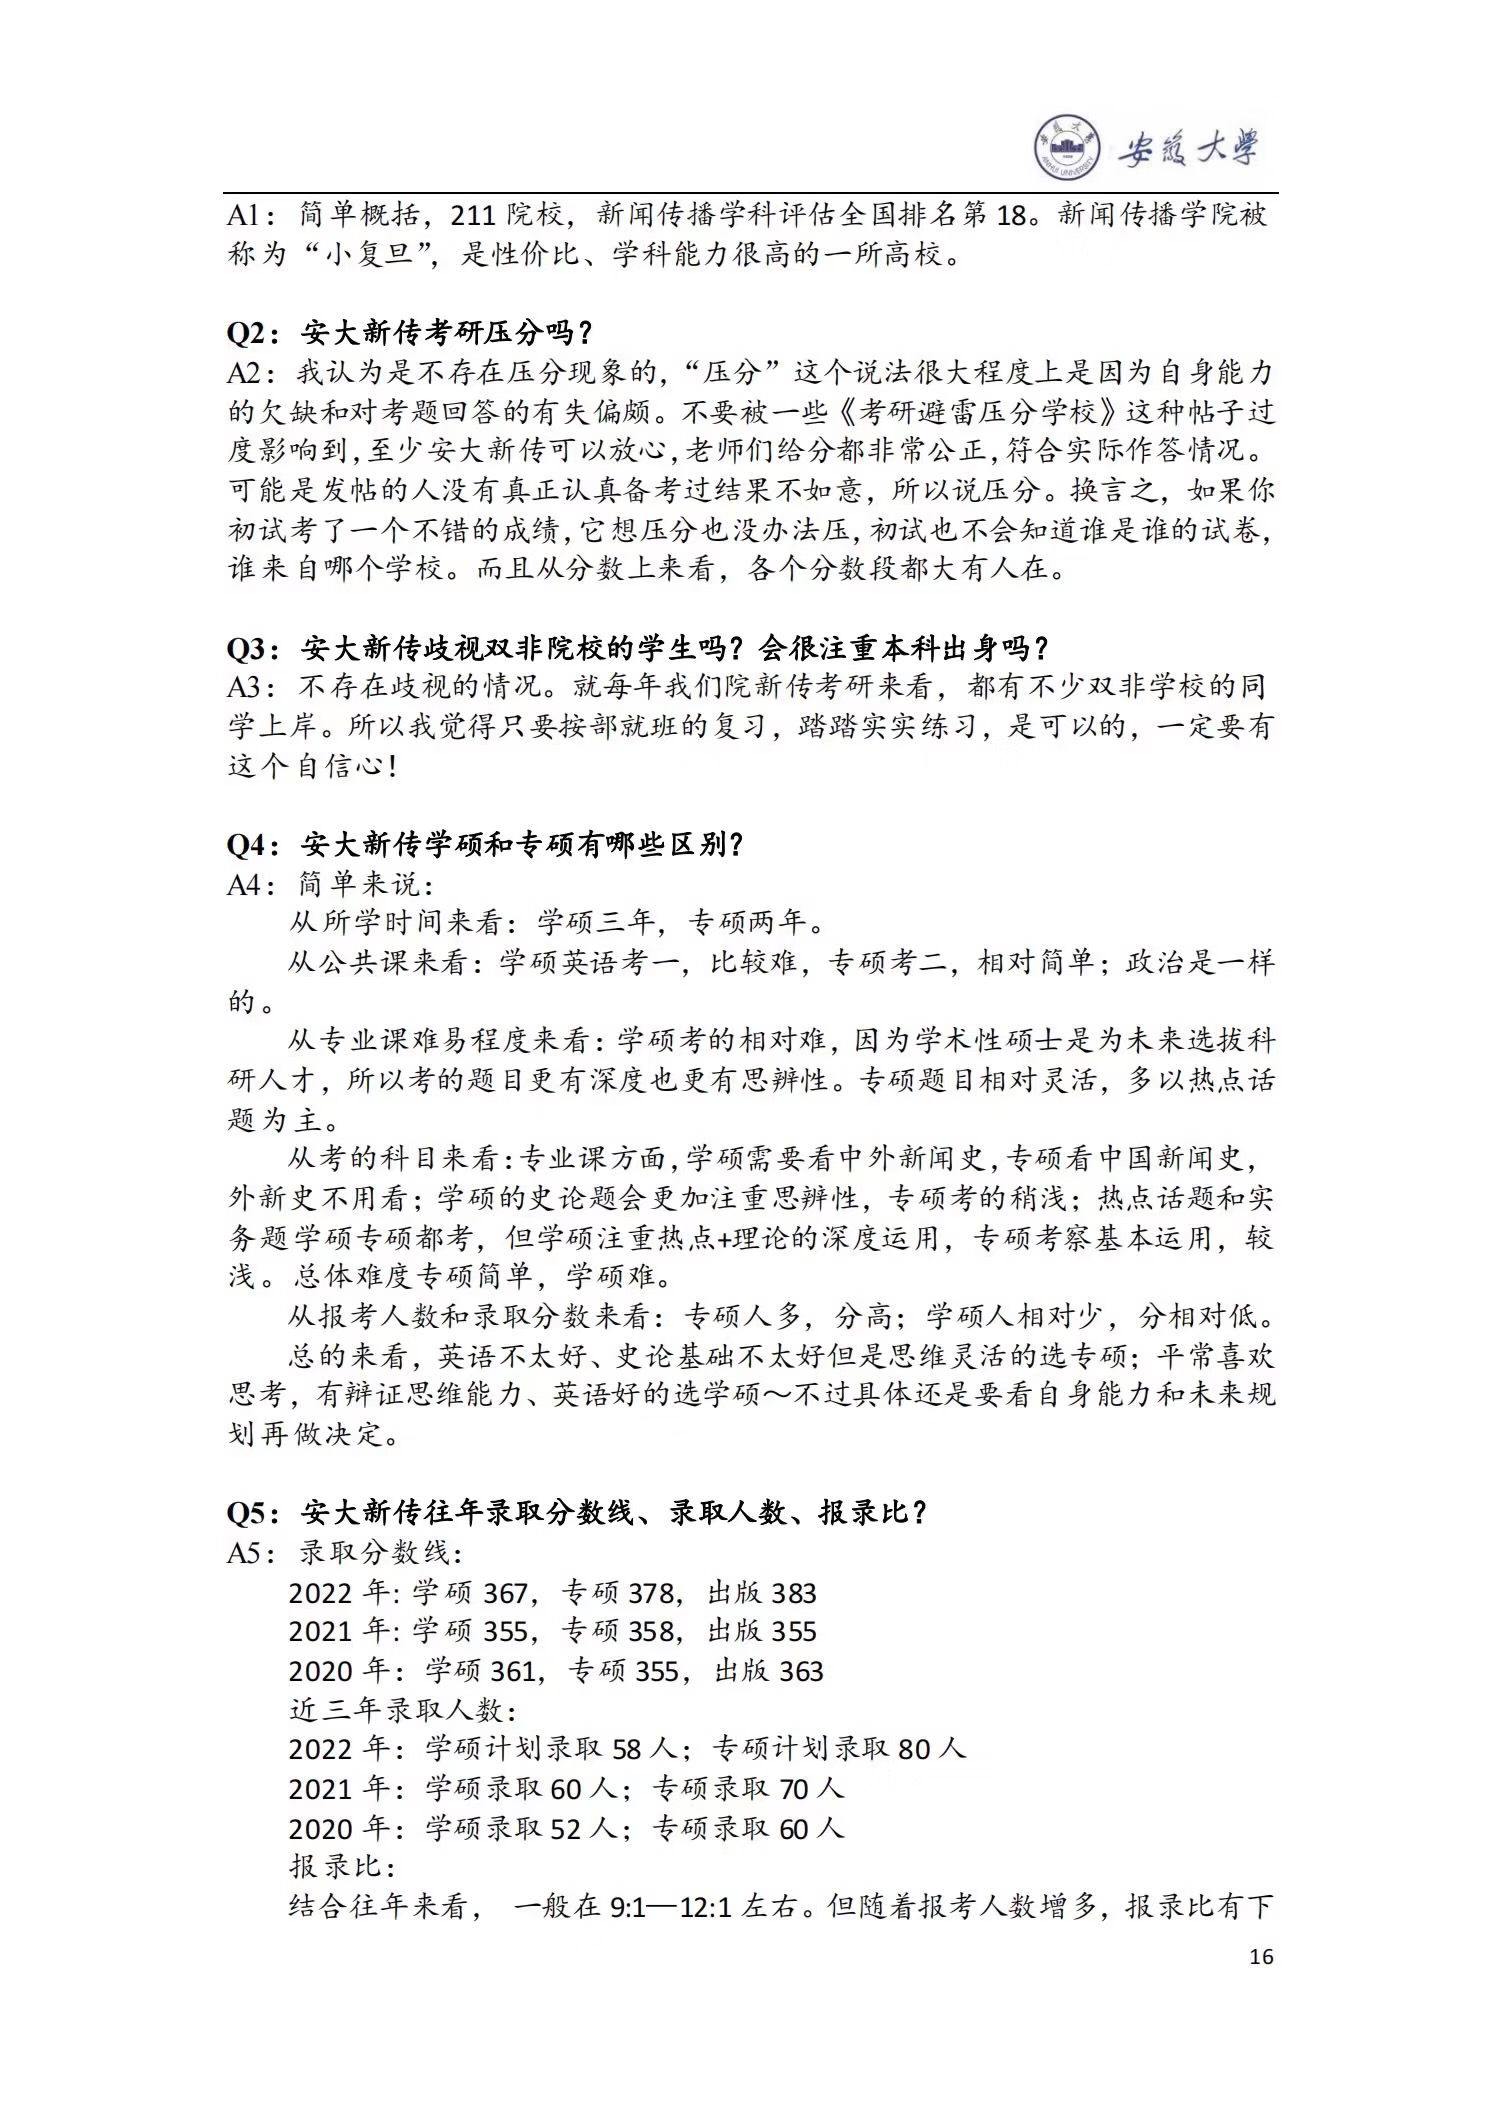 安徽大学
安徽大学
ANHUI UNIVERSITY
A1：简单概括，211 院校，新闻传播学科评估全国排名第 18。新闻传播学院被
称为“小复旦”，是性价比、学科能力很高的一所高校。
Q2：安大新传考研压分吗？
A2：我认为是不存在压分现象的，“压分”这个说法很大程度上是因为自身能力
的欠缺和对考题回答的有失偏颇。不要被一些《考研避雷压分学校》这种帖子过
度影响到，至少安大新传可以放心，老师们给分都非常公正，符合实际作答情况。
可能是发帖的人没有真正认真备考过结果不如意，所以说压分。换言之，如果你
初试考了一个不错的成绩，它想压分也没办法压，初试也不会知道谁是谁的试卷，
谁来自哪个学校。而且从分数上来看，各个分数段都大有人在。
Q3：安大新传歧视双非院校的学生吗？会很注重本科出身吗？
A3：不存在歧视的情况。就每年我们院新传考研来看，都有不少双非学校的同
学上岸。所以我觉得只要按部就班的复习，踏踏实实练习，是可以的，一定要有
这个自信心！
Q4：安大新传学硕和专硕有哪些区别？
A4：简单来说：
从所学时间来看：学硕三年，专硕两年。
从公共课来看：学硕英语考一，比较难，专硕考二，相对简单；政治是一样
的。
从专业课难易程度来看：学硕考的相对难，因为学术性硕士是为未来选拔科
研人才，所以考的题目更有深度也更有思辨性。专硕题目相对灵活，多以热点话
题为主。
从考的科目来看：专业课方面，学硕需要看中外新闻史，专硕看中国新闻史，
外新史不用看；学硕的史论题会更加注重思辨性，专硕考的稍浅；热点话题和实
务题学硕专硕都考，但学硕注重热点+理论的深度运用，专硕考察基本运用，较
浅。总体难度专硕简单，学硕难。
从报考人数和录取分数来看：专硕人多，分高；学硕人相对少，分相对低。
总的来看，英语不太好、史论基础不太好但是思维灵活的选专硕；平常喜欢
思考，有辩证思维能力、英语好的选学硕～不过具体还是要看自身能力和未来规
划再做决定。
Q5：安大新传往年录取分数线、录取人数、报录比？
A5：录取分数线：
2022 年: 学硕 367，专硕 378，出版 383
2021 年: 学硕 355，专硕 358，出版 355
2020 年：学硕 361，专硕 355，出版 363
近三年录取人数：
2022 年：学硕计划录取 58 人；专硕计划录取 80 人
2021 年：学硕录取 60 人；专硕录取 70 人
2020 年：学硕录取 52 人；专硕录取 60 人
报录比：
结合往年来看， 一般在 9:1—12:1 左右。但随着报考人数增多，报录比有下
16